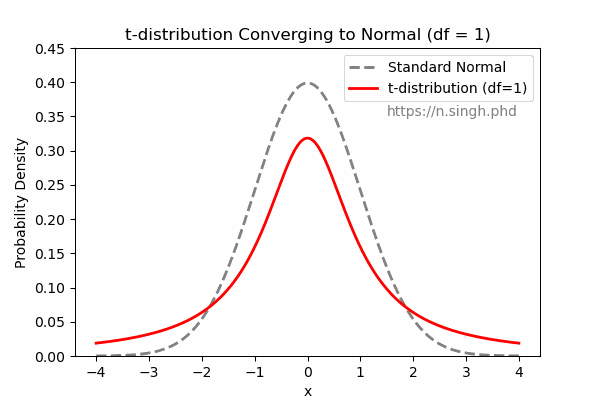 t-distribution Converging to Normal (df = 1)
Standard Normal
t-distribution (df=1)
https://n.singh.phd
Probability Density
0.45
0.40
0.35
0.30
0.25
0.20
0.15
0.10
0.05
0.00
−4 −3 −2 −1 0 1 2 3 4
x